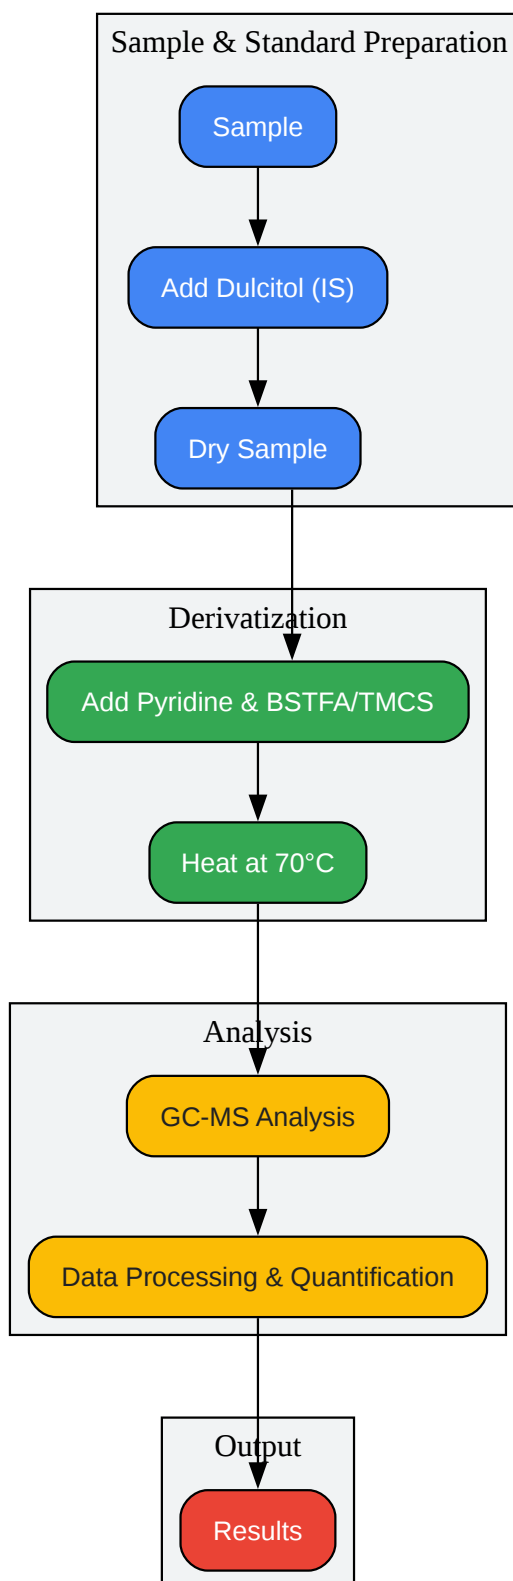 Sample & Standard Preparation
Sample
Add Dulcitol (IS)
Dry Sample
Derivatization
Add Pyridine & BSTFA/TMCS
Heat at 70°C
Analysis
GC-MS Analysis
Data Processing & Quantification
Output
Results